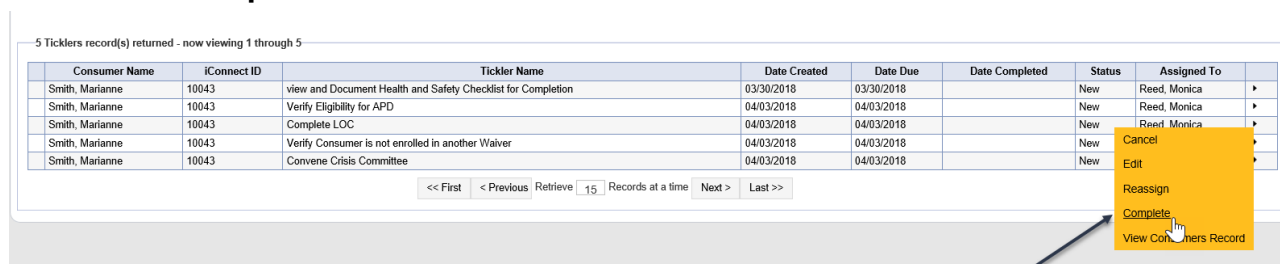 5 Ticklers record(s) returned - now viewing 1 through 5
Consumer Name iConnect ID Tickler Name Date Created Date Due Date Completed Status Assigned To
Smith, Marianne 10043 view and Document Health and Safety Checklist for Completion 03/30/2018 03/30/2018 New Reed, Monica
Smith, Marianne 10043 Verify Eligibility for APD 04/03/2018 04/03/2018 New Reed, Monica
Smith, Marianne 10043 Complete LOC 04/03/2018 04/03/2018 New Reed, Monica
Smith, Marianne 10043 Verify Consumer is not enrolled in another Waiver 04/03/2018 04/03/2018 New
Smith, Marianne 10043 Convene Crisis Committee 04/03/2018 04/03/2018 New
Cancel
Edit
Reassign
Complete
View Consumers Record
<< First < Previous Retrieve 15 Records at a time Next > Last >>